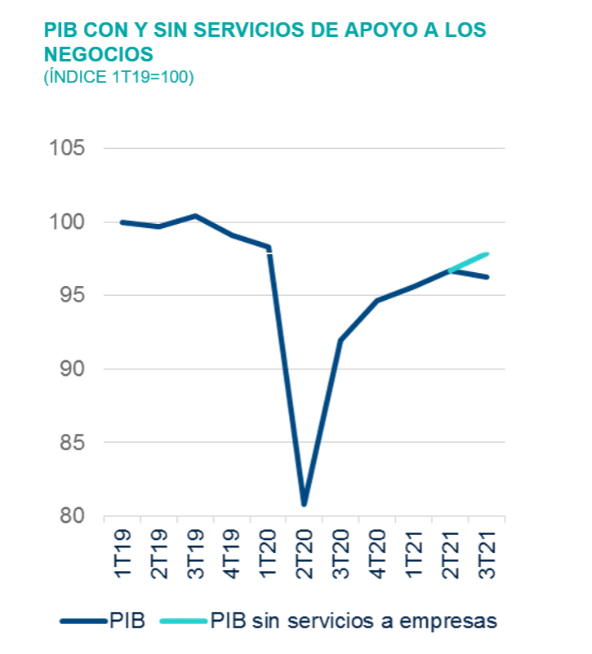 PIB CON Y SIN SERVICIOS DE APOYO A LOS
NEGOCIOS
(ÍNDICE 1T19=100)
105
100
95
90
85
80
1T19
2T19
3T19
4T19
1T20
2T20
3T20
4T20
1T21
2T21
3T21
PIB
PIB sin servicios a empresas